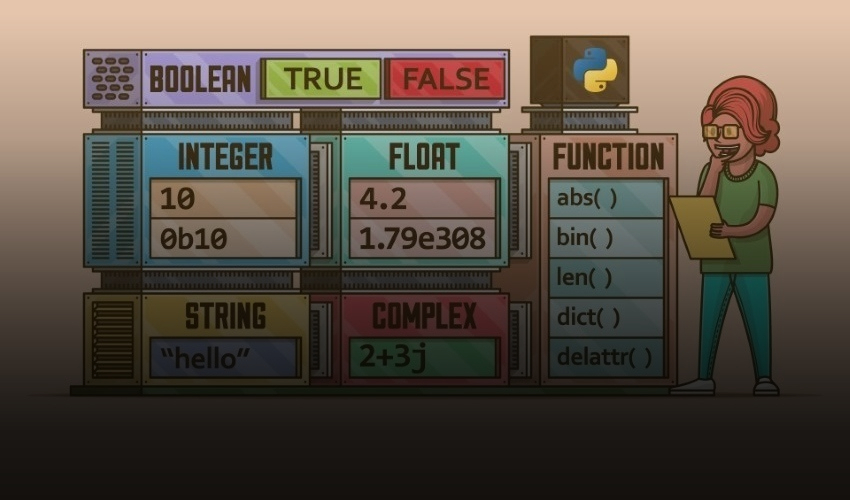 BOOLEAN TRUE FALSE
INTEGER
10
0b10
FLOAT
4.2
1.79e308
FUNCTION
abs( )
bin( )
len( )
dict( )
delattr( )
STRING
“hello”
COMPLEX
2+3j